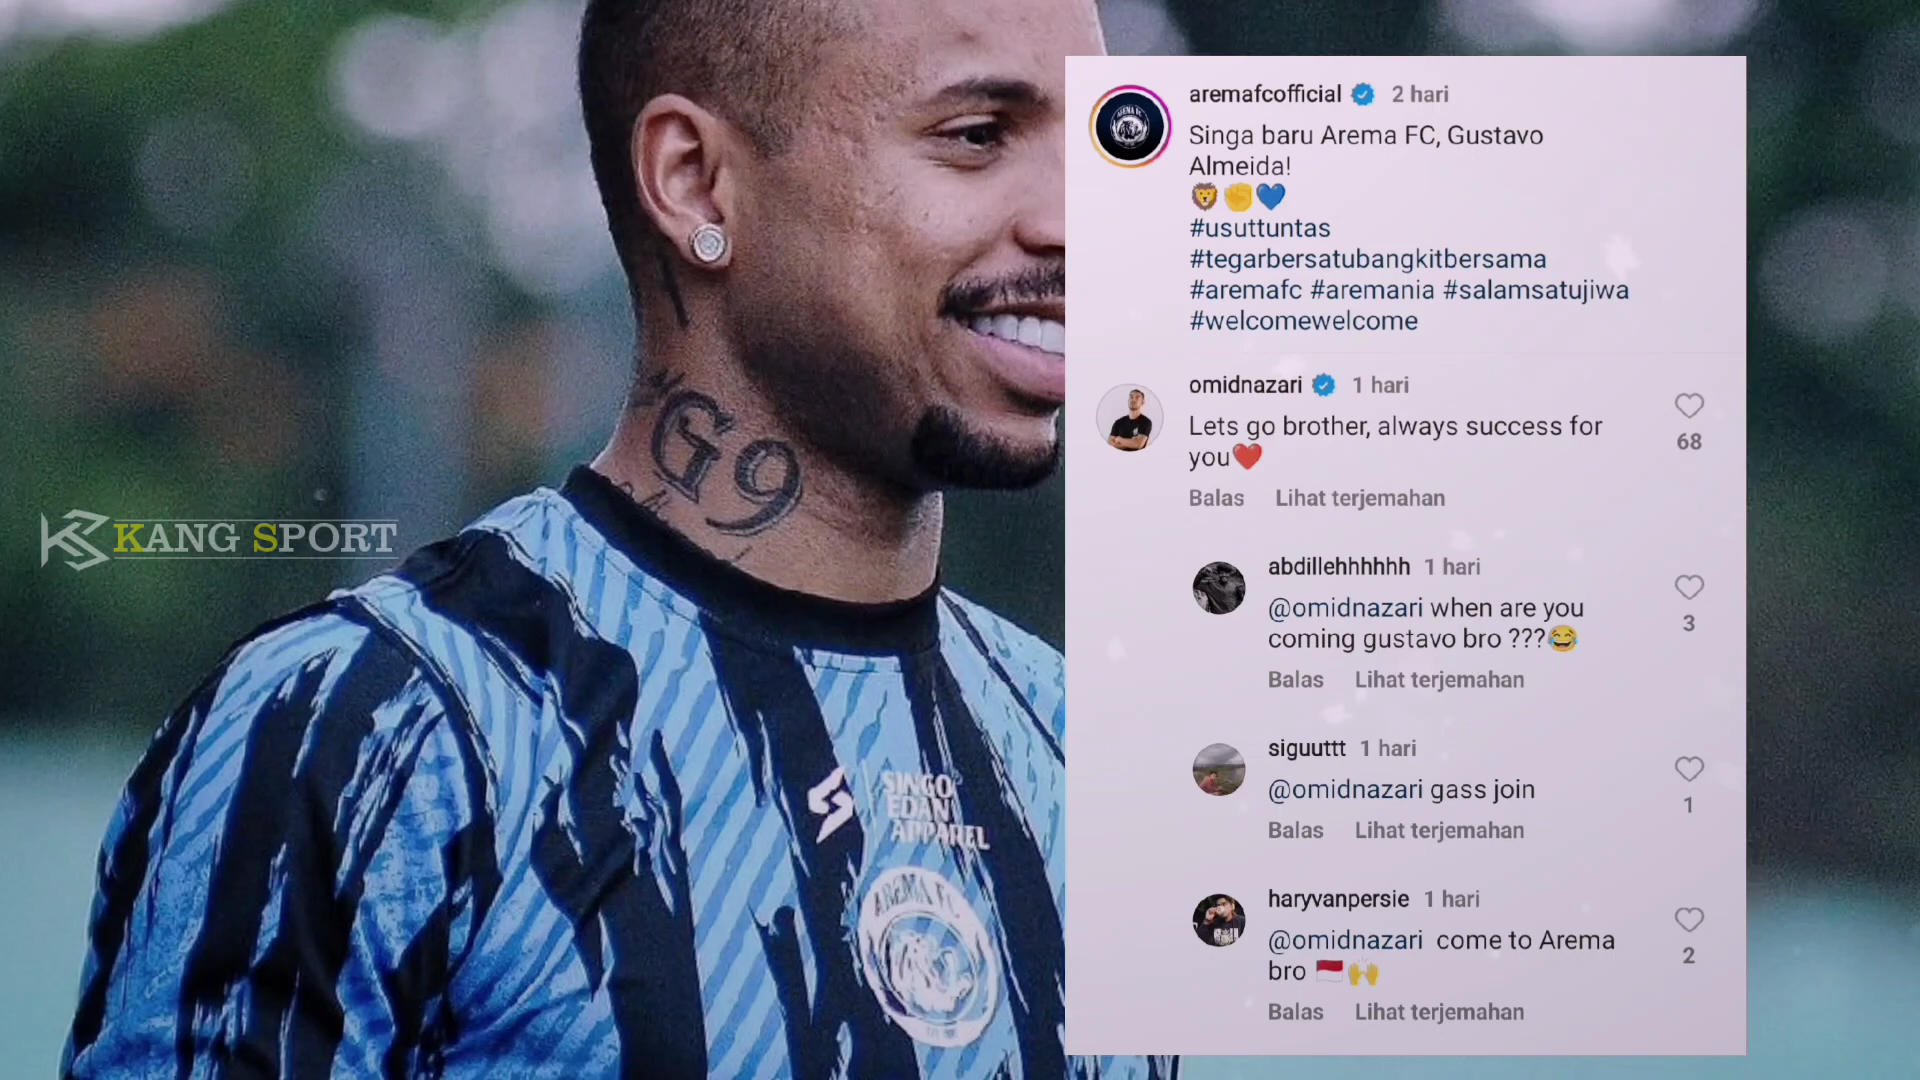 aremafcofficial 2 hari
Singa baru Arema FC, Gustavo
Almeida!
🦁✊💙
#usuttuntas
#tegarbersatubangkitbersama
#aremafc #aremania #salamsatujiwa
#welcomewelcome
omidnazari 1 hari
Lets go brother, always success for
you❤️
68
Balas Lihat terjemahan
abdillehhhhhh 1 hari
@omidnazari when are you
coming gustavo bro ???😂
3
Balas Lihat terjemahan
siguuttt 1 hari
@omidnazari gass join
1
Balas Lihat terjemahan
haryvanpersie 1 hari
@omidnazari come to Arema
bro 🇮🇩🙌
2
Balas Lihat terjemahan
KANG SPORT
G9
SINGO
EDAN
APPAREL
AREMA FC